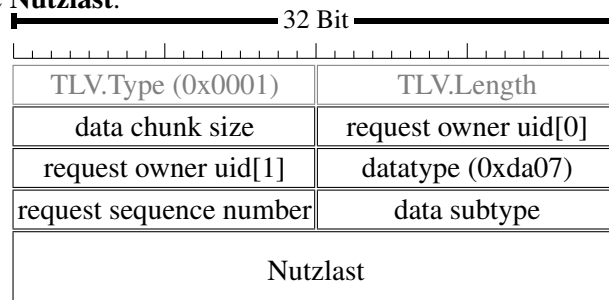 Nutzlast.
32 Bit
TLV.Type (0x0001) TLV.Length
data chunk size request owner uid[0]
request owner uid[1] datatype (0xda07)
request sequence number data subtype
Nutzlast